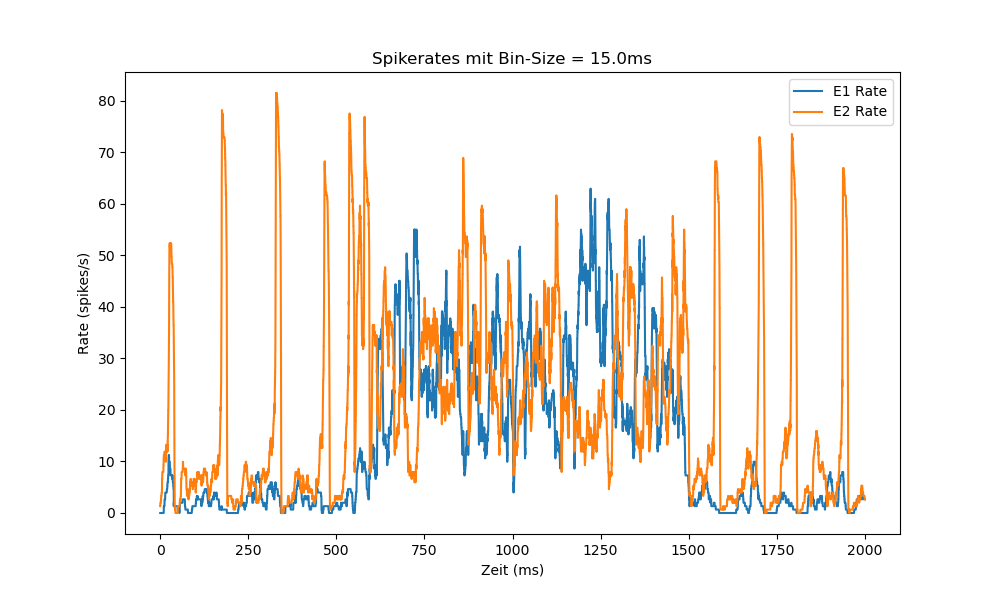 Spikerates mit Bin-Size = 15.0ms
E1 Rate
E2 Rate
Rate (spikes/s)
80
70
60
50
40
30
20
10
0
0 250 500 750 1000 1250 1500 1750 2000
Zeit (ms)